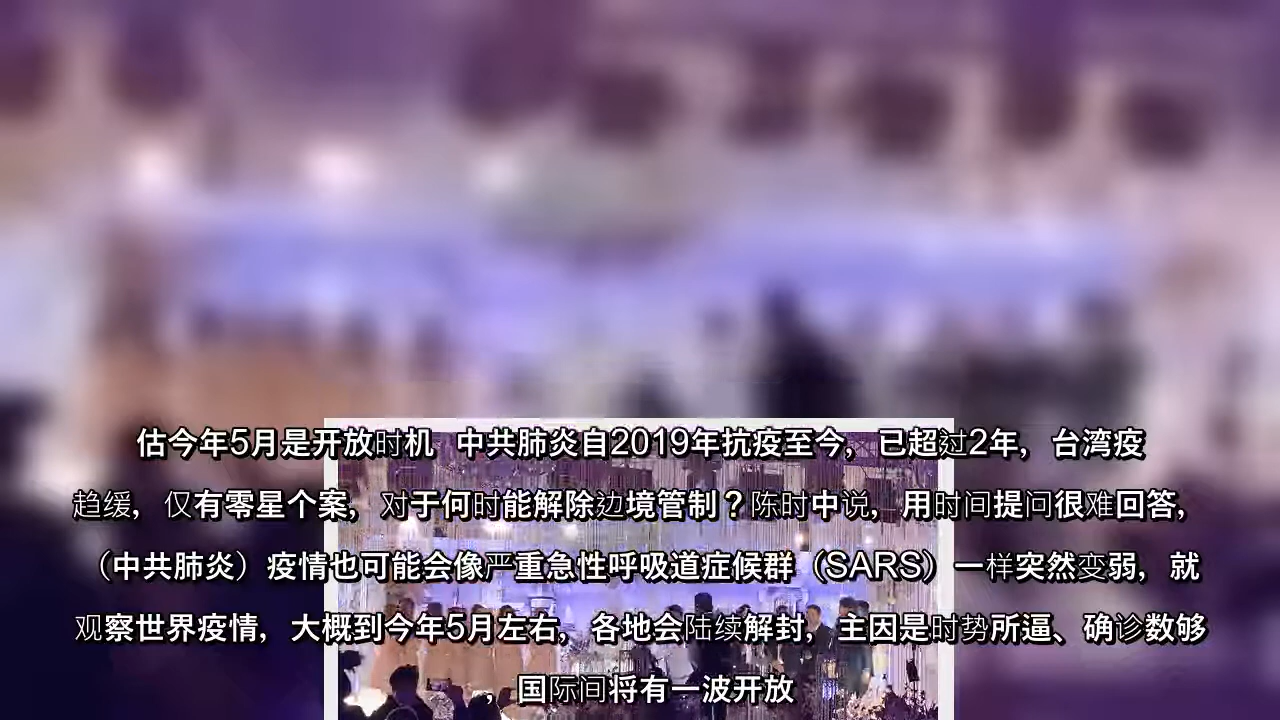 估今年5月是开放时机 中共肺炎自2019年抗疫至今，已超过2年，台湾疫
趋缓，仅有零星个案，对于何时能解除边境管制？陈时中说，用时间提问很难回答，
（中共肺炎）疫情也可能会像严重急性呼吸道症候群（SARS）一样突然变弱，就
观察世界疫情，大概到今年5月左右，各地会陆续解封，主因是时势所逼、确诊数够
，国际间将有一波开放